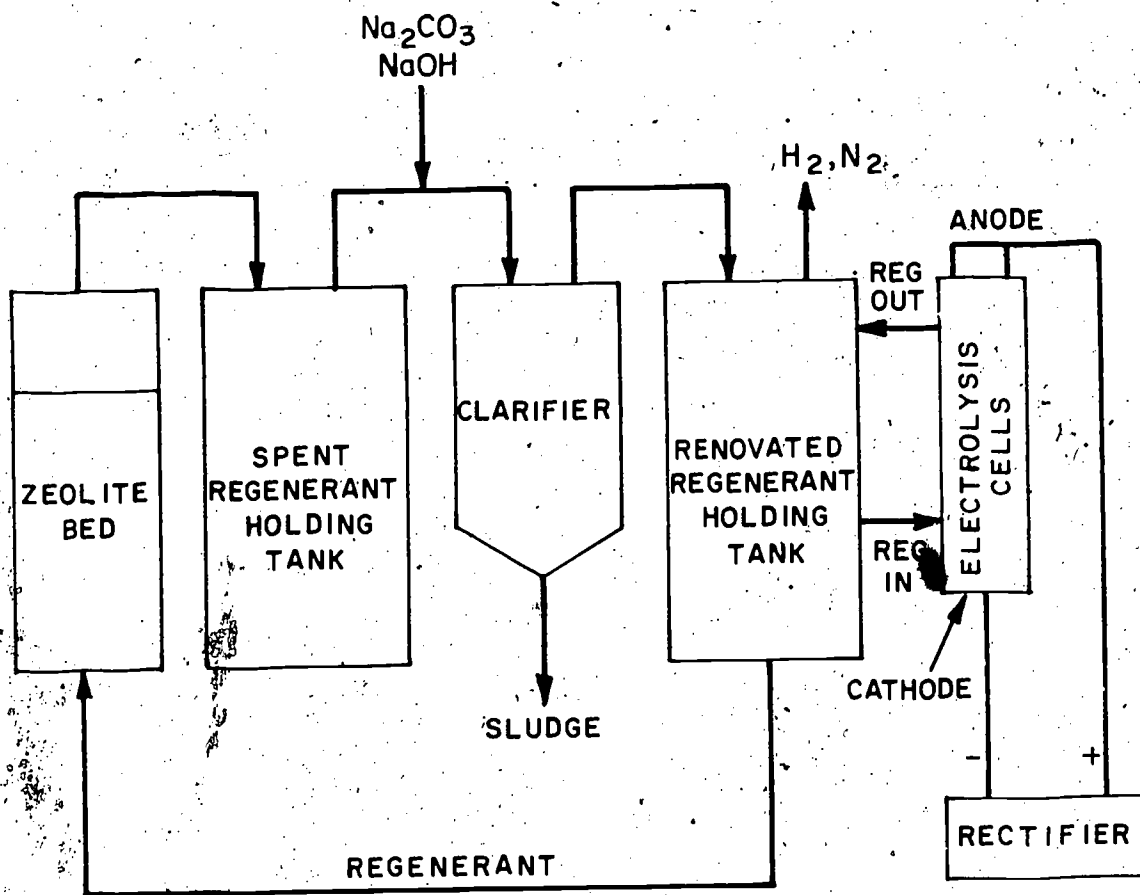 Na₂CO₃
NaOH
H₂, N₂
ANODE
REG
OUT
ZEOLITE
BED
SPENT
REGENERANT
HOLDING
TANK
CLARIFIER
RENOVATED
REGENERANT
HOLDING
TANK
ELECTROLYSIS
CELLS
REG
IN
CATHODE
SLUDGE
- +
RECTIFIER
REGENERANT